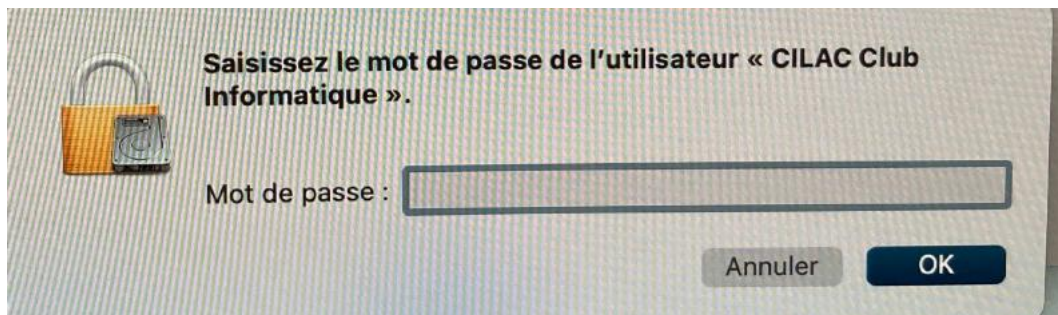 Saisissez le mot de passe de l’utilisateur « CILAC Club
Informatique ».
Mot de passe :
Annuler
OK